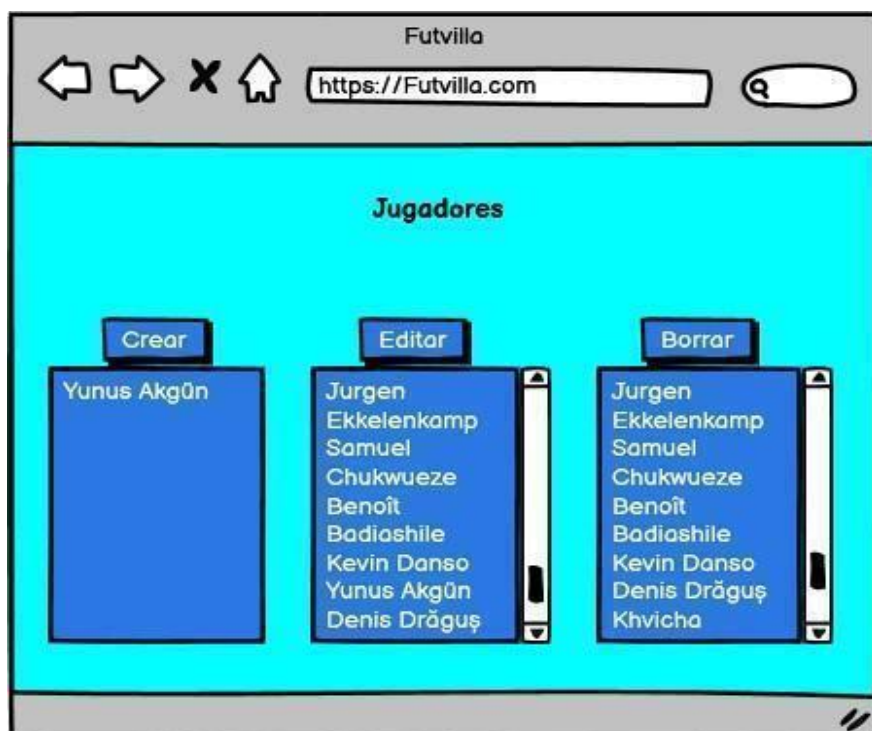 Futvilla
https://Futvilla.com
Jugadores
Crear
Yunus Akgün
Editar
Jurgen
Ekkelenkamp
Samuel
Chukwueze
Benoît
Badiashile
Kevin Danso
Yunus Akgün
Denis Drăguș
Borrar
Jurgen
Ekkelenkamp
Samuel
Chukwueze
Benoît
Badiashile
Kevin Danso
Denis Drăguș
Khvicha